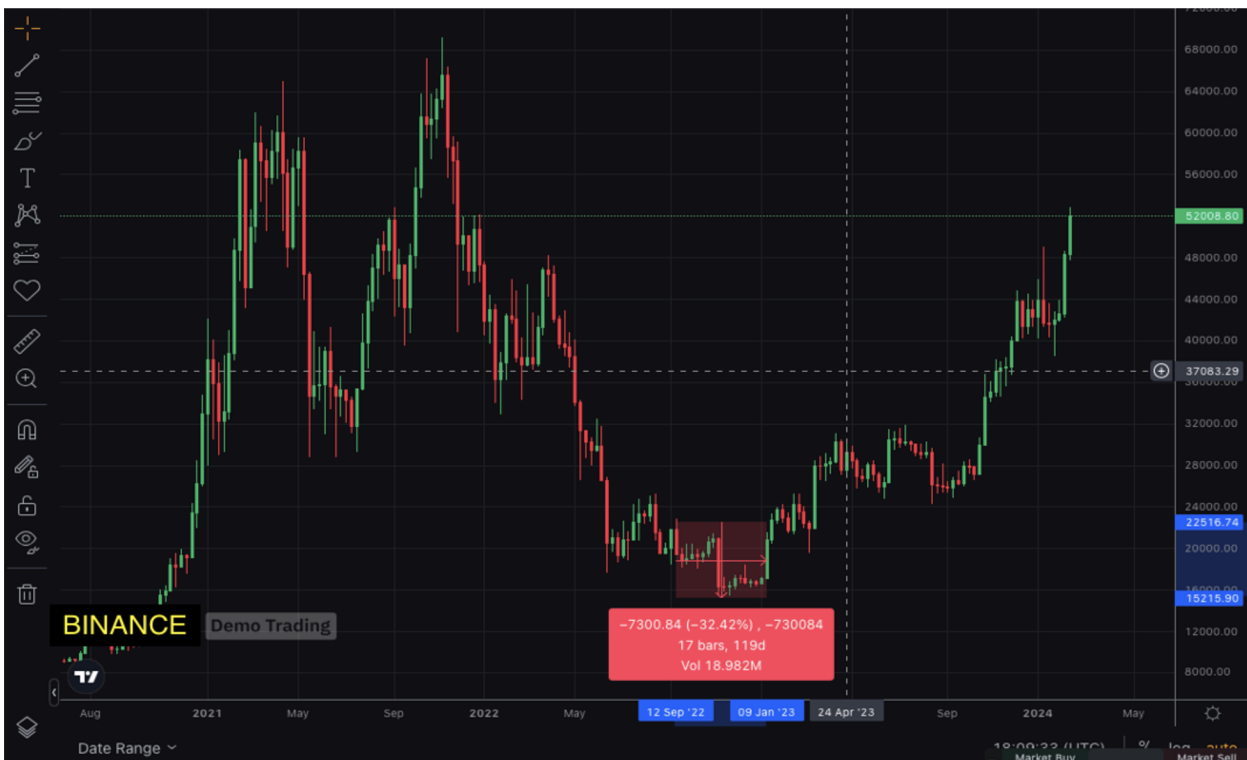 72000.00
68000.00
64000.00
60000.00
56000.00
52008.80
48000.00
44000.00
40000.00
37083.29
36000.00
32000.00
28000.00
24000.00
22516.74
20000.00
16000.00
15215.90
12000.00
8000.00
T
BINANCE
Demo Trading
−7300.84 (−32.42%) , −730084
17 bars, 119d
Vol 18.982M
Aug 2021 May Sep 2022 May 12 Sep '22 09 Jan '23 24 Apr '23 Sep 2024 May
Date Range
18:09:33 (UTC) % log auto
Market Buy Market Sell